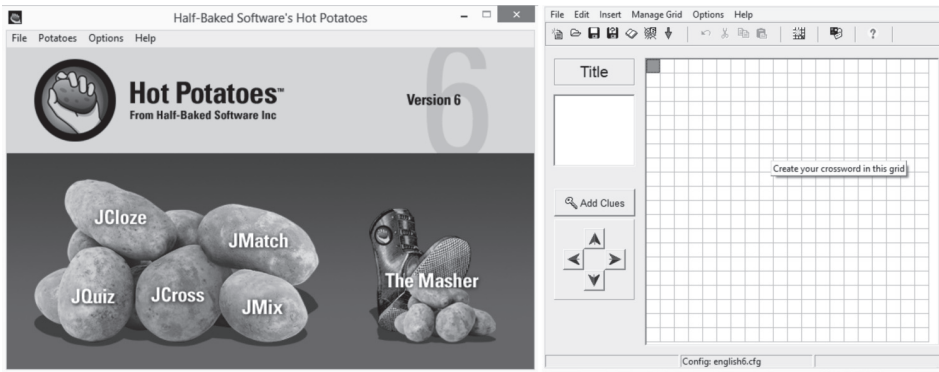 Half-Baked Software's Hot Potatoes
File Potatoes Options Help
Hot Potatoes™
From Half-Baked Software Inc
Version 6
6
JCloze
JMatch
JQuiz
JCross
JMix
The Masher
File Edit Insert Manage Grid Options Help
?
Title
Create your crossword in this grid
Add Clues
Config: english6.cfg